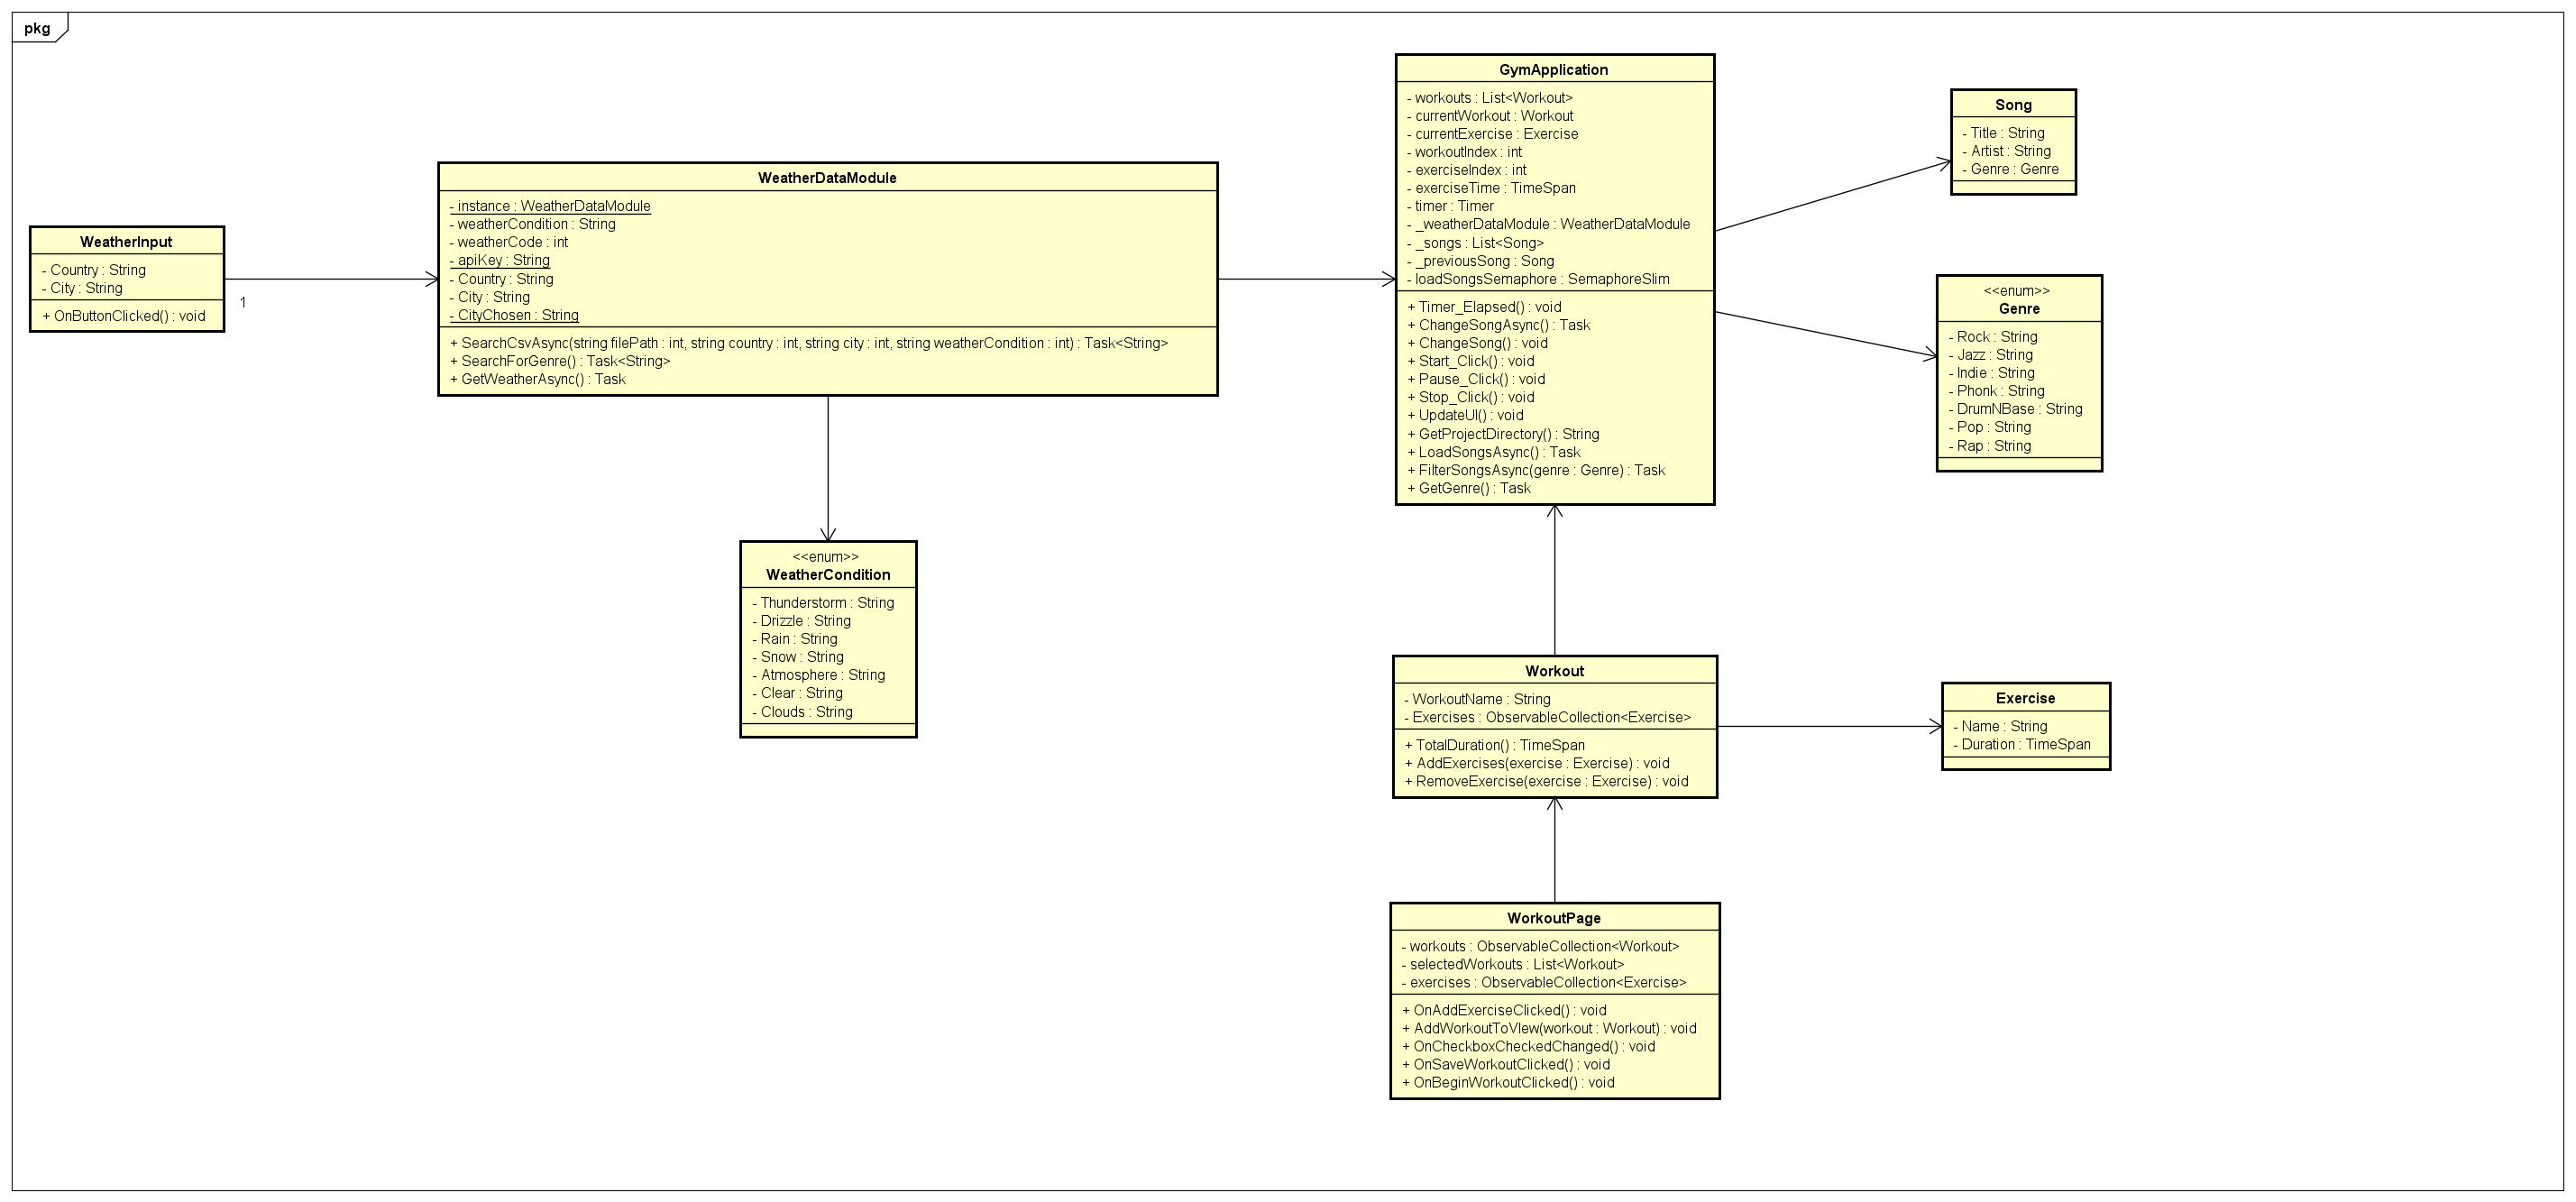 pkg
WeatherInput
- Country : String
- City : String
+ OnButtonClicked() : void
1
WeatherDataModule
- instance : WeatherDataModule
- weatherCondition : String
- weatherCode : int
- apiKey : String
- Country : String
- City : String
- CityChosen : String
+ SearchCsvAsync(string filePath : int, string country : int, string city : int, string weatherCondition : int) : Task<String>
+ SearchForGenre() : Task<String>
+ GetWeatherAsync() : Task
<<enum>>
WeatherCondition
- Thunderstorm : String
- Drizzle : String
- Rain : String
- Snow : String
- Atmosphere : String
- Clear : String
- Clouds : String
GymApplication
- workouts : List<Workout>
- currentWorkout : Workout
- currentExercise : Exercise
- workoutIndex : int
- exerciseIndex : int
- exerciseTime : TimeSpan
- timer : Timer
- _weatherDataModule : WeatherDataModule
- _songs : List<Song>
- _previousSong : Song
- loadSongsSemaphore : SemaphoreSlim
+ Timer_Elapsed() : void
+ ChangeSongAsync() : Task
+ ChangeSong() : void
+ Start_Click() : void
+ Pause_Click() : void
+ Stop_Click() : void
+ UpdateUI() : void
+ GetProjectDirectory() : String
+ LoadSongsAsync() : Task
+ FilterSongsAsync(genre : Genre) : Task
+ GetGenre() : Task
Song
- Title : String
- Artist : String
- Genre : Genre
<<enum>>
Genre
- Rock : String
- Jazz : String
- Indie : String
- Phonk : String
- DrumNBase : String
- Pop : String
- Rap : String
Workout
- WorkoutName : String
- Exercises : ObservableCollection<Exercise>
+ TotalDuration() : TimeSpan
+ AddExercises(exercise : Exercise) : void
+ RemoveExercise(exercise : Exercise) : void
Exercise
- Name : String
- Duration : TimeSpan
WorkoutPage
- workouts : ObservableCollection<Workout>
- selectedWorkouts : List<Workout>
- exercises : ObservableCollection<Exercise>
+ OnAddExerciseClicked() : void
+ AddWorkoutToVIew(workout : Workout) : void
+ OnCheckboxCheckedChanged() : void
+ OnSaveWorkoutClicked() : void
+ OnBeginWorkoutClicked() : void